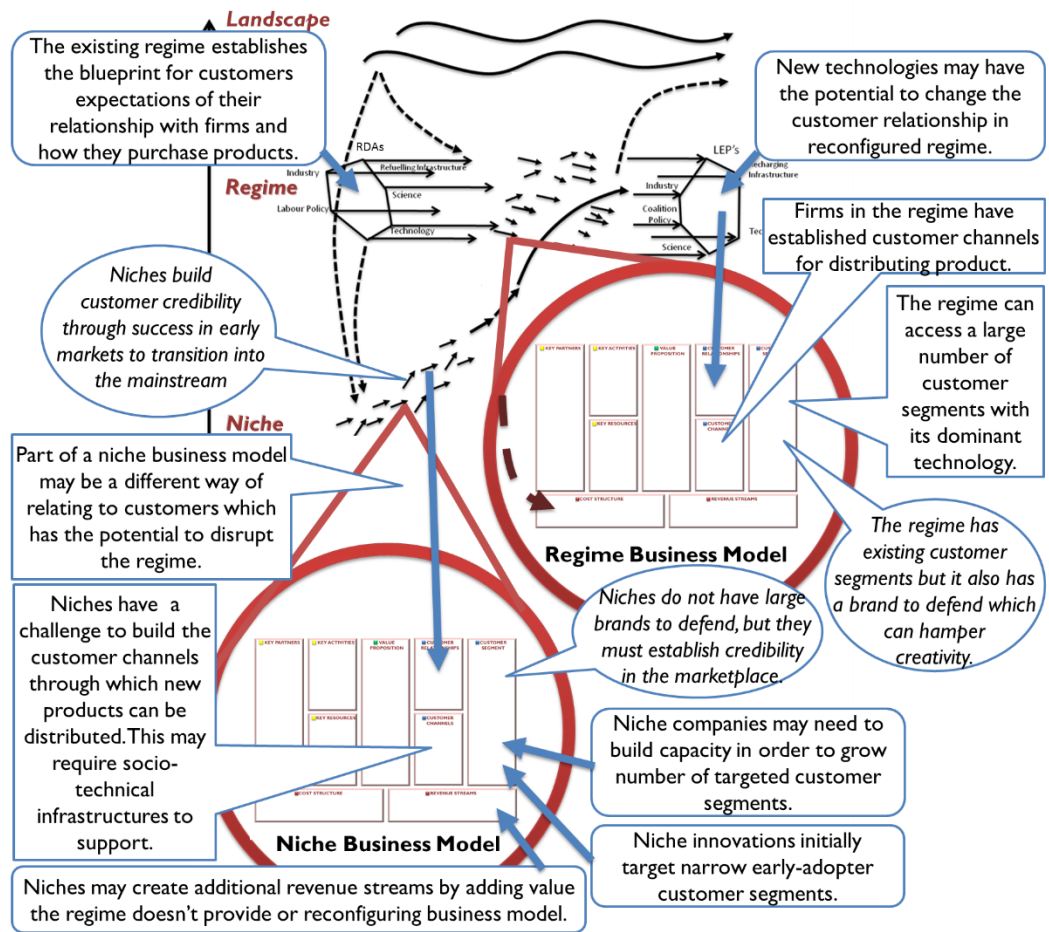 Landscape
The existing regime establishes
the blueprint for customers
expectations of their
relationship with firms and
how they purchase products.
New technologies may have
the potential to change the
customer relationship in
reconfigured regime.
RDAs
Industry
Refuelling Infrastructure
Science
Labour Policy
Technology
Regime
LEP's
Recharging
Infrastructure
Industry
Coalition
Policy
Science
Firms in the regime have
established customer channels
for distributing product.
Niches build
customer credibility
through success in early
markets to transition into
the mainstream
The regime can
access a large
number of
customer
segments with
its dominant
technology.
Niche
KEY PARTNERS
KEY ACTIVITIES
VALUE
PROPOSITION
CUSTOMER
RELATIONSHIPS
KEY RESOURCES
CUSTOMER
COST STRUCTURE
REVENUE STREAMS
Regime Business Model
Part of a niche business model
may be a different way of
relating to customers which
has the potential to disrupt
the regime.
The regime has
existing customer
segments but it also has
a brand to defend which
can hamper
creativity.
Niches have a
challenge to build the
customer channels
through which new
products can be
distributed. This may
require socio-
technical
infrastructures to
support.
Niches do not have large
brands to defend, but they
must establish credibility
in the marketplace.
KEY PARTNERS
KEY ACTIVITIES
VALUE
PROPOSITION
CUSTOMER
SEGMENT
KEY RESOURCES
CUSTOMER
CHANNELS
COST STRUCTURE
REVENUE STREAMS
Niche Business Model
Niche companies may need to
build capacity in order to grow
number of targeted customer
segments.
Niche innovations initially
target narrow early-adopter
customer segments.
Niches may create additional revenue streams by adding value
the regime doesn't provide or reconfiguring business model.